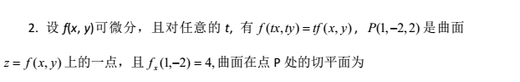 2. 设 f(x, y)可微分，且对任意的 t, 有 f(tx,ty)=tf(x,y)，P(1,−2,2)是曲面
z=f(x,y)上的一点，且 fₓ(1,−2)=4,曲面在点 P 处的切平面为